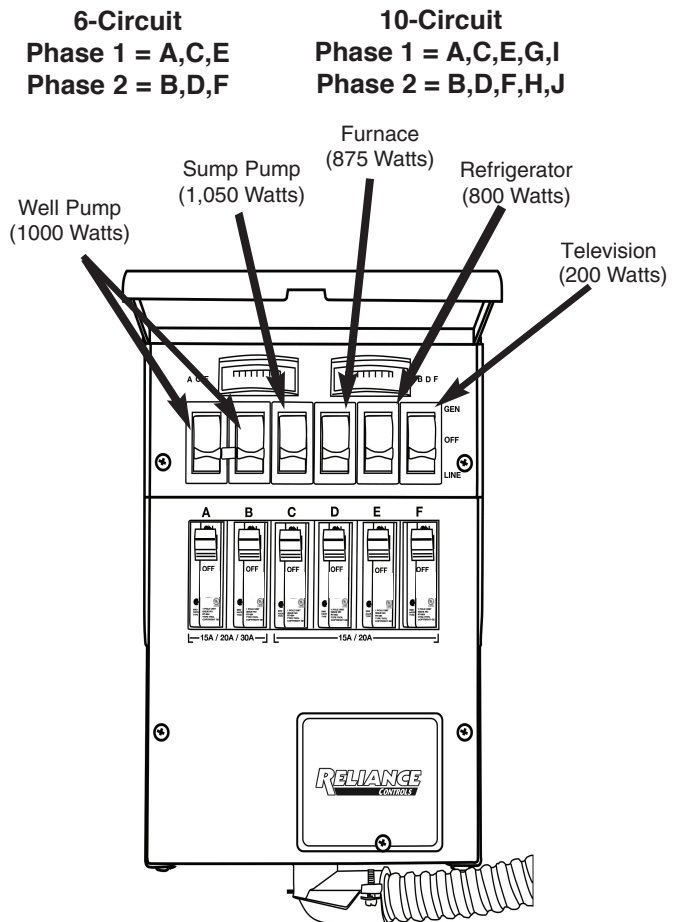 6-Circuit
Phase 1 = A,C,E
Phase 2 = B,D,F
10-Circuit
Phase 1 = A,C,E,G,I
Phase 2 = B,D,F,H,J
Furnace
(875 Watts)
Sump Pump
(1,050 Watts)
Refrigerator
(800 Watts)
Well Pump
(1000 Watts)
Television
(200 Watts)
A C E
B D F
GEN
OFF
LINE
A B C D E F
OFF OFF OFF OFF OFF OFF
15A / 20A / 30A
15A / 20A
RELIANCE
CONTROLS